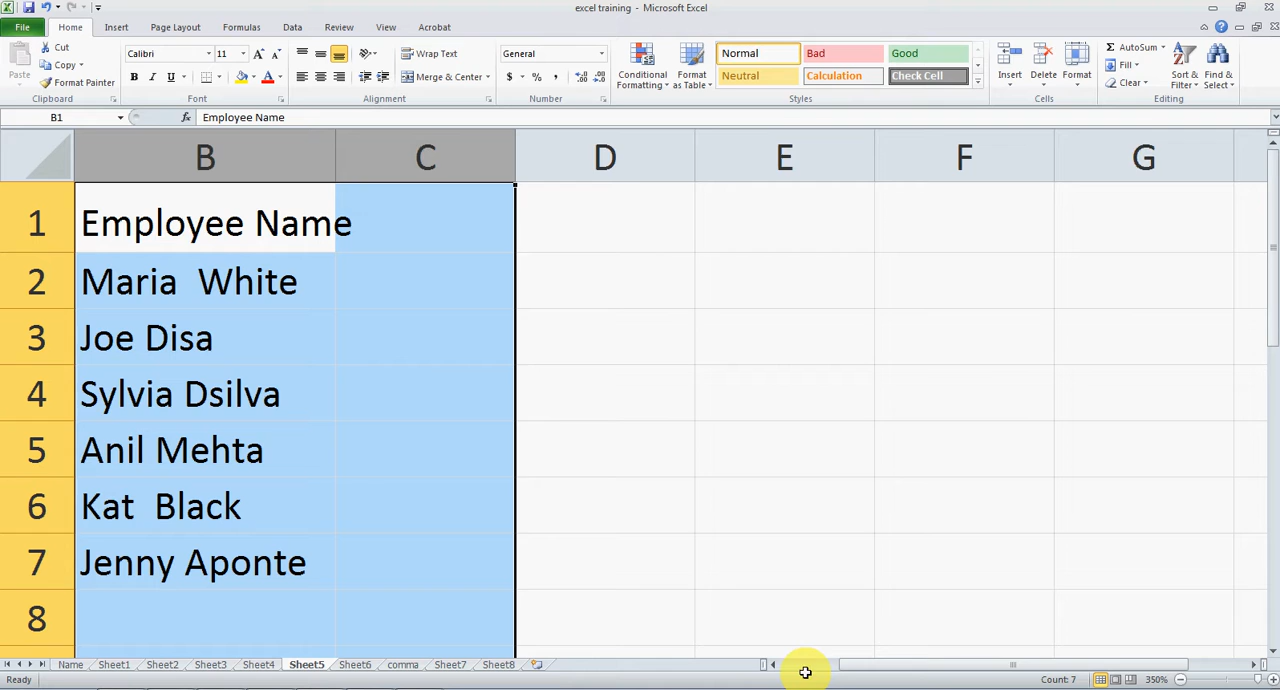 excel training - Microsoft Excel
File Home Insert Page Layout Formulas Data Review View Acrobat
Paste
Cut
Copy
Format Painter
Clipboard
Calibri 11
B I U
Font
Wrap Text
Merge & Center
Alignment
General
$ % ,
Number
Conditional Formatting
Format as Table
Normal Bad Good
Neutral Calculation Check Cell
Styles
Insert Delete Format
Cells
AutoSum
Fill
Clear
Sort & Filter
Find & Select
Editing
B1 fx Employee Name
B C D E F G
1 Employee Name
2 Maria  White
3 Joe Disa
4 Sylvia Dsilva
5 Anil Mehta
6 Kat  Black
7 Jenny Aponte
8
Name Sheet1 Sheet2 Sheet3 Sheet4 Sheet5 Sheet6 comma Sheet7 Sheet8
Ready Count: 7 350%